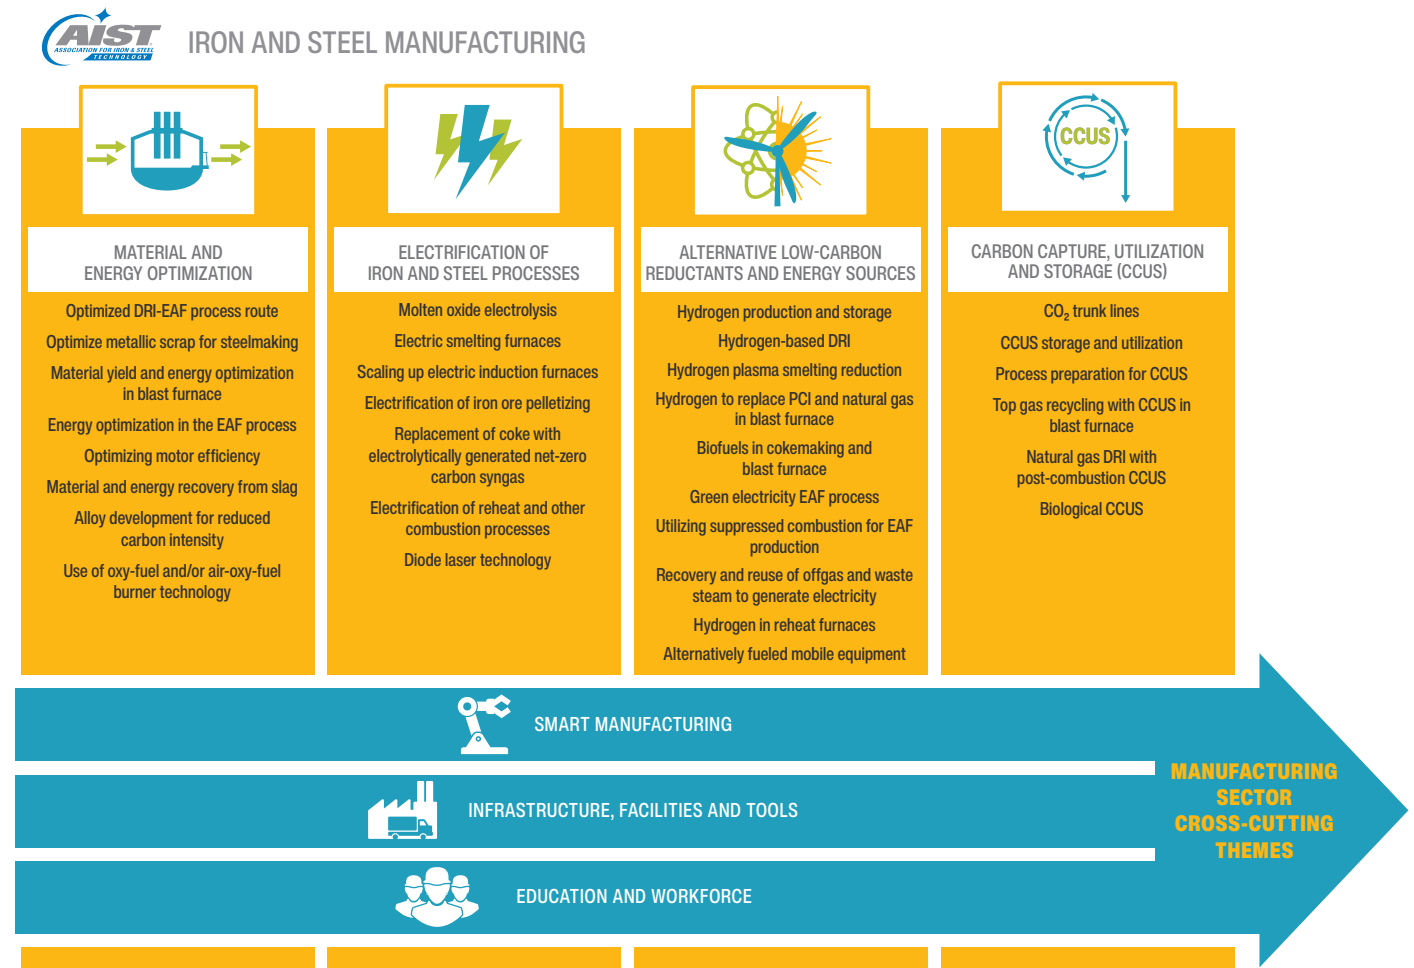 AIST
ASSOCIATION FOR IRON & STEEL
TECHNOLOGY
IRON AND STEEL MANUFACTURING
MATERIAL AND
ENERGY OPTIMIZATION
Optimized DRI-EAF process route
Optimize metallic scrap for steelmaking
Material yield and energy optimization
in blast furnace
Energy optimization in the EAF process
Optimizing motor efficiency
Material and energy recovery from slag
Alloy development for reduced
carbon intensity
Use of oxy-fuel and/or air-oxy-fuel
burner technology
ELECTRIFICATION OF
IRON AND STEEL PROCESSES
Molten oxide electrolysis
Electric smelting furnaces
Scaling up electric induction furnaces
Electrification of iron ore pelletizing
Replacement of coke with
electrolytically generated net-zero
carbon syngas
Electrification of reheat and other
combustion processes
Diode laser technology
ALTERNATIVE LOW-CARBON
REDUCTANTS AND ENERGY SOURCES
Hydrogen production and storage
Hydrogen-based DRI
Hydrogen plasma smelting reduction
Hydrogen to replace PCI and natural gas
in blast furnace
Biofuels in cokemaking and
blast furnace
Green electricity EAF process
Utilizing suppressed combustion for EAF
production
Recovery and reuse of offgas and waste
steam to generate electricity
Hydrogen in reheat furnaces
Alternatively fueled mobile equipment
CCUS
CARBON CAPTURE, UTILIZATION
AND STORAGE (CCUS)
CO₂ trunk lines
CCUS storage and utilization
Process preparation for CCUS
Top gas recycling with CCUS in
blast furnace
Natural gas DRI with
post-combustion CCUS
Biological CCUS
SMART MANUFACTURING
INFRASTRUCTURE, FACILITIES AND TOOLS
EDUCATION AND WORKFORCE
MANUFACTURING
SECTOR
CROSS-CUTTING
THEMES